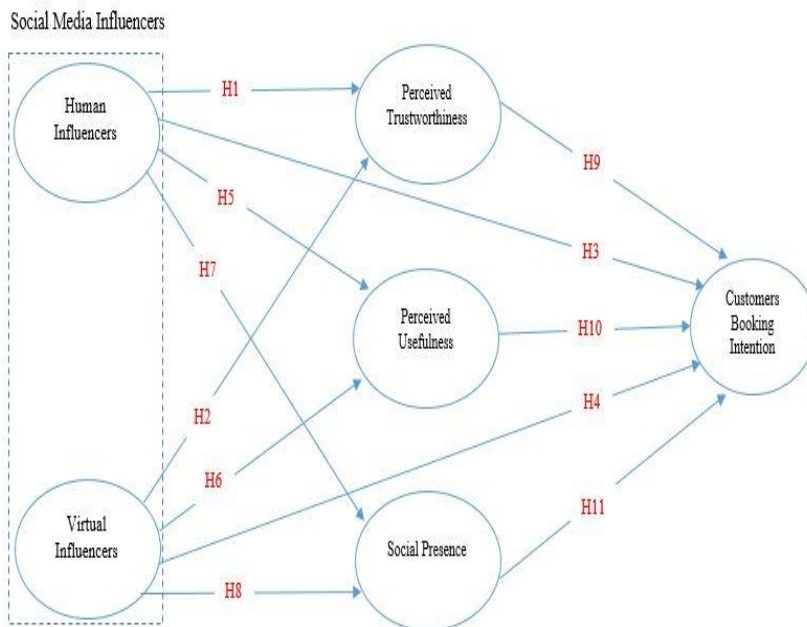 Social Media Influencers
Human
Influencers
H1
Perceived
Trustworthiness
H9
H5
H3
H7
Perceived
Usefulness
H10
Customers
Booking
Intention
H2
H4
H6
Virtual
Influencers
Social Presence
H11
H8